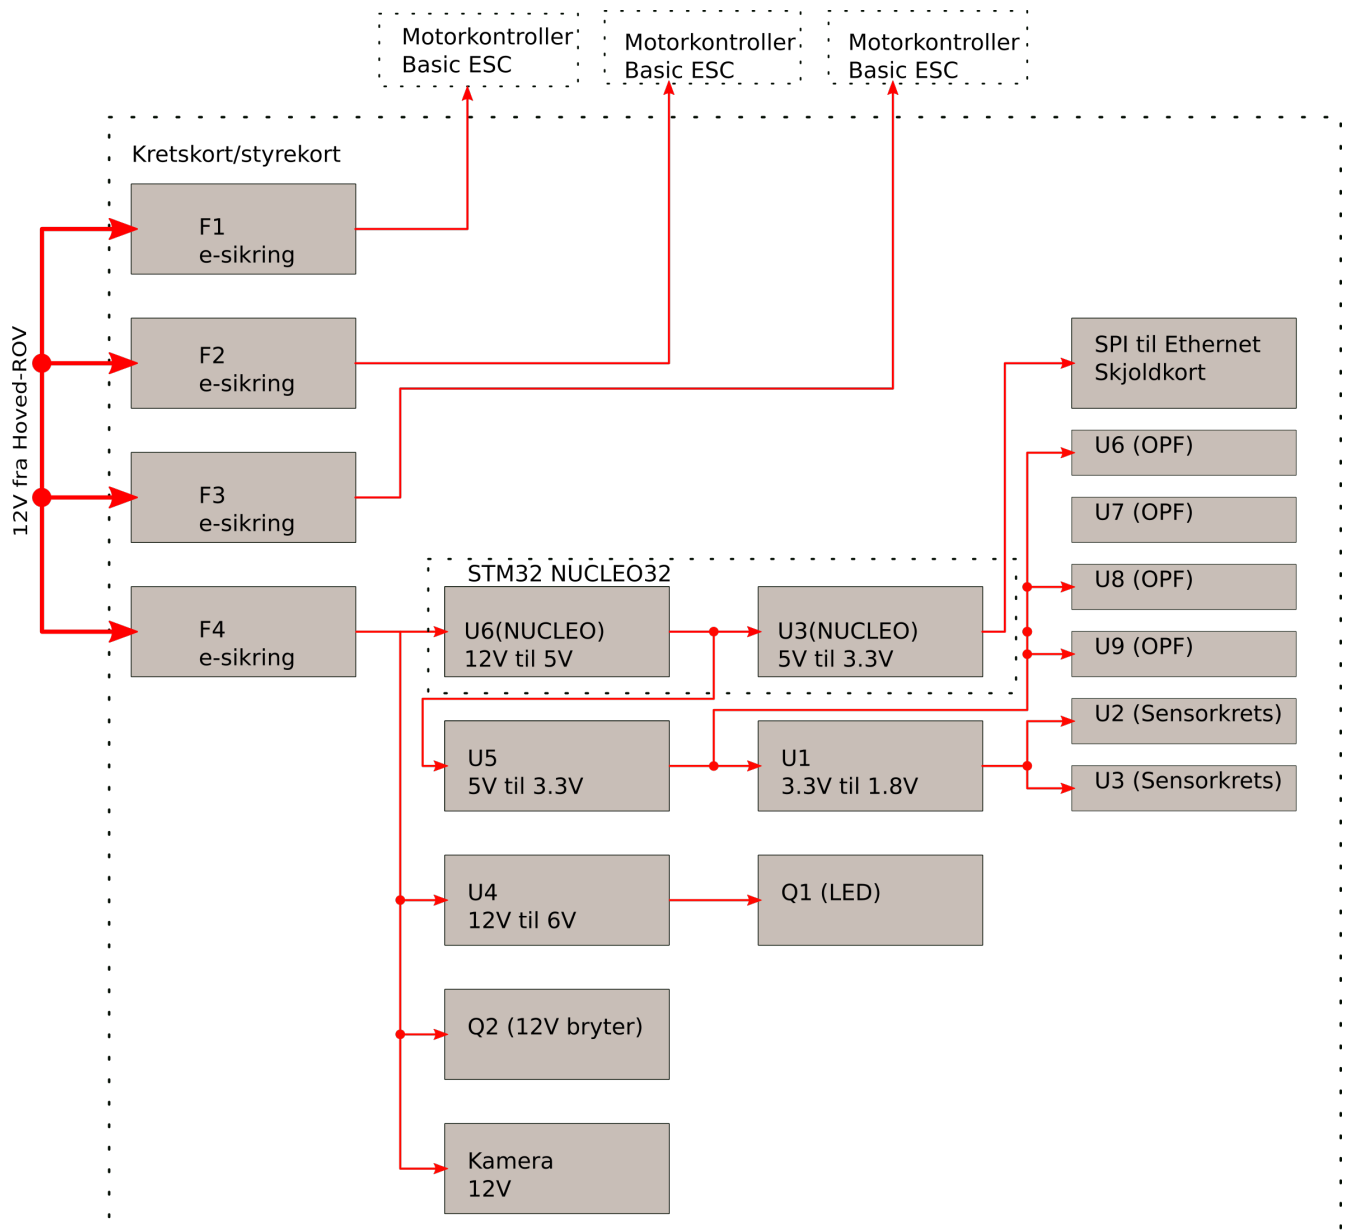 Motorkontroller
Basic ESC
Motorkontroller
Basic ESC
Motorkontroller
Basic ESC
Kretskort/styrekort
12V fra Hoved-ROV
F1
e-sikring
F2
e-sikring
F3
e-sikring
F4
e-sikring
STM32 NUCLEO32
U6(NUCLEO)
12V til 5V
U3(NUCLEO)
5V til 3.3V
U5
5V til 3.3V
U1
3.3V til 1.8V
U4
12V til 6V
Q1 (LED)
Q2 (12V bryter)
Kamera
12V
SPI til Ethernet
Skjoldkort
U6 (OPF)
U7 (OPF)
U8 (OPF)
U9 (OPF)
U2 (Sensorkrets)
U3 (Sensorkrets)